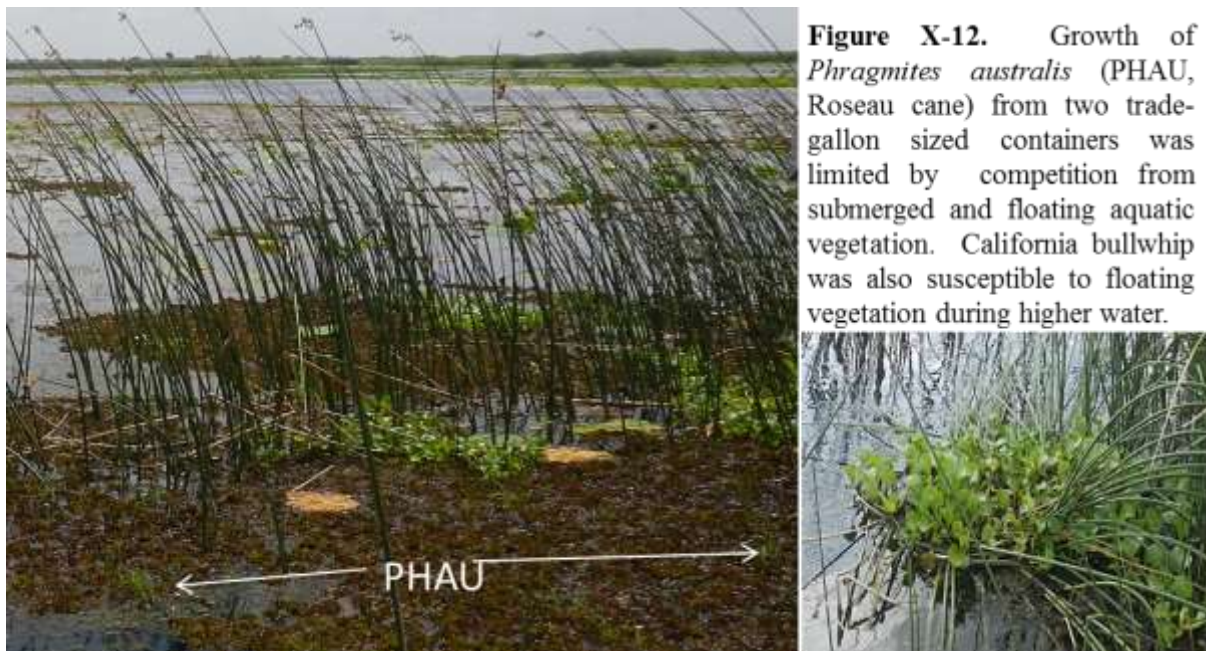 Figure X-12. Growth of
Phragmites australis (PHAU,
Roseau cane) from two trade-
gallon sized containers was
limited by competition from
submerged and floating aquatic
vegetation. California bullwhip
was also susceptible to floating
vegetation during higher water.
PHAU